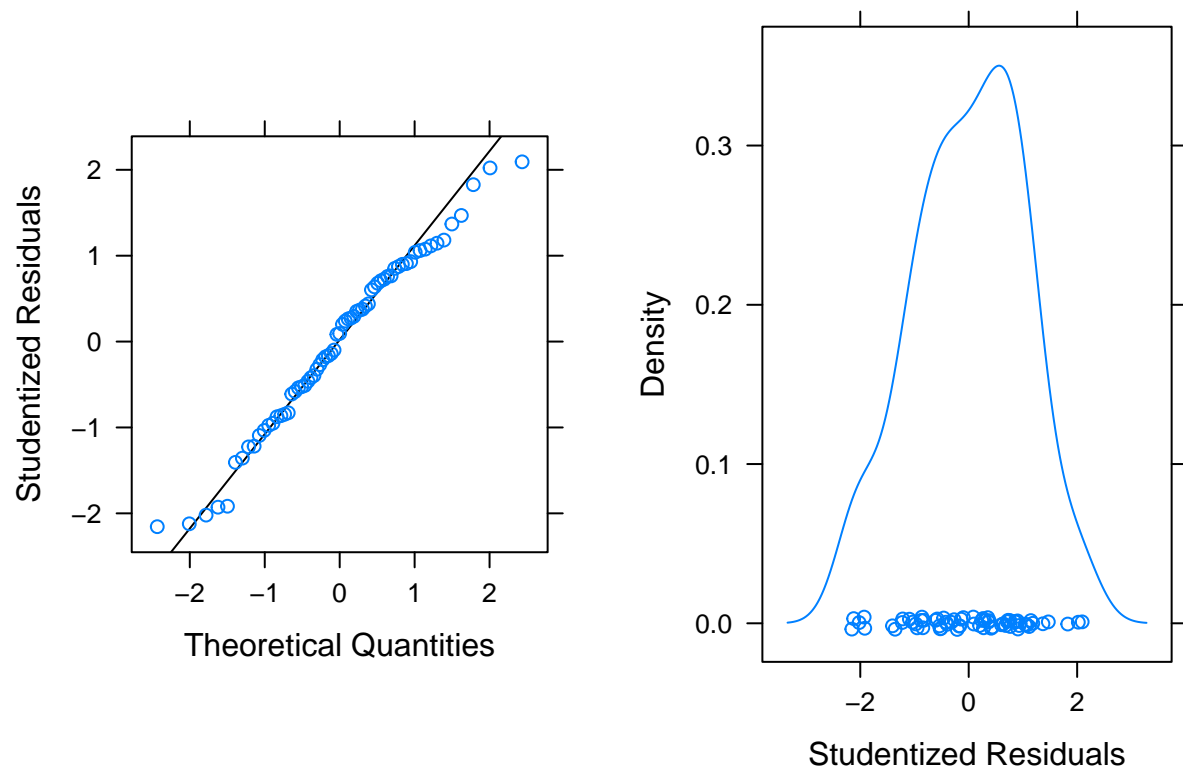 Studentized Residuals
2
1
0
−1
−2
−2 −1 0 1 2
Theoretical Quantities
Density
0.3
0.2
0.1
0.0
−2 0 2
Studentized Residuals